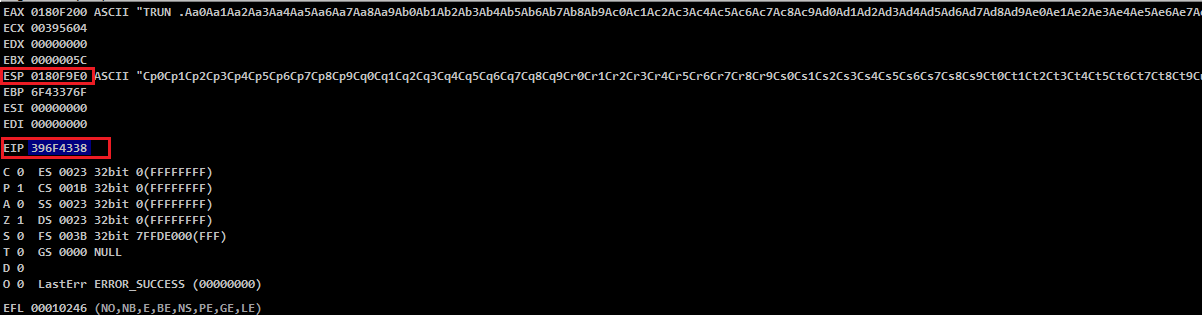 EAX 0180F200 ASCII "TRUN .Aa0Aa1Aa2Aa3Aa4Aa5Aa6Aa7Aa8Aa9Ab0Ab1Ab2Ab3Ab4Ab5Ab6Ab7Ab8Ab9Ac0Ac1Ac2Ac3Ac4Ac5Ac6Ac7Ac8Ac9Ad0Ad1Ad2Ad3Ad4Ad5Ad6Ad7Ad8Ad9Ae0Ae1Ae2Ae3Ae4Ae5Ae6Ae7A
ECX 00395604
EDX 00000000
EBX 0000005C
ESP 0180F9E0 ASCII "Cp0Cp1Cp2Cp3Cp4Cp5Cp6Cp7Cp8Cp9Cq0Cq1Cq2Cq3Cq4Cq5Cq6Cq7Cq8Cq9Cr0Cr1Cr2Cr3Cr4Cr5Cr6Cr7Cr8Cr9Cs0Cs1Cs2Cs3Cs4Cs5Cs6Cs7Cs8Cs9Ct0Ct1Ct2Ct3Ct4Ct5Ct6Ct7Ct8Ct9C
EBP 6F43376F
ESI 00000000
EDI 00000000
EIP 396F4338
C 0 ES 0023 32bit 0(FFFFFFFF)
P 1 CS 001B 32bit 0(FFFFFFFF)
A 0 SS 0023 32bit 0(FFFFFFFF)
Z 1 DS 0023 32bit 0(FFFFFFFF)
S 0 FS 003B 32bit 7FFDE000(FFF)
T 0 GS 0000 NULL
D 0
O 0 LastErr ERROR_SUCCESS (00000000)
EFL 00010246 (NO,NB,E,BE,NS,PE,GE,LE)